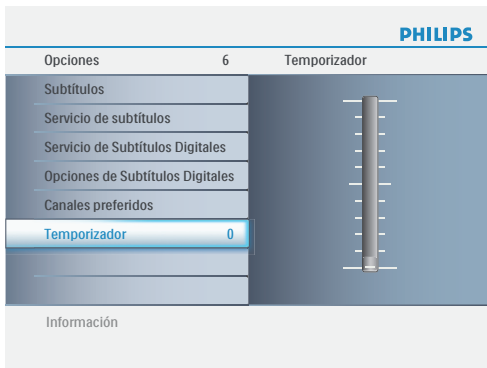 PHILIPS
Opciones 6 Temporizador
Subtítulos
Servicio de subtítulos
Servicio de Subtítulos Digitales
Opciones de Subtítulos Digitales
Canales preferidos
Temporizador 0
Información